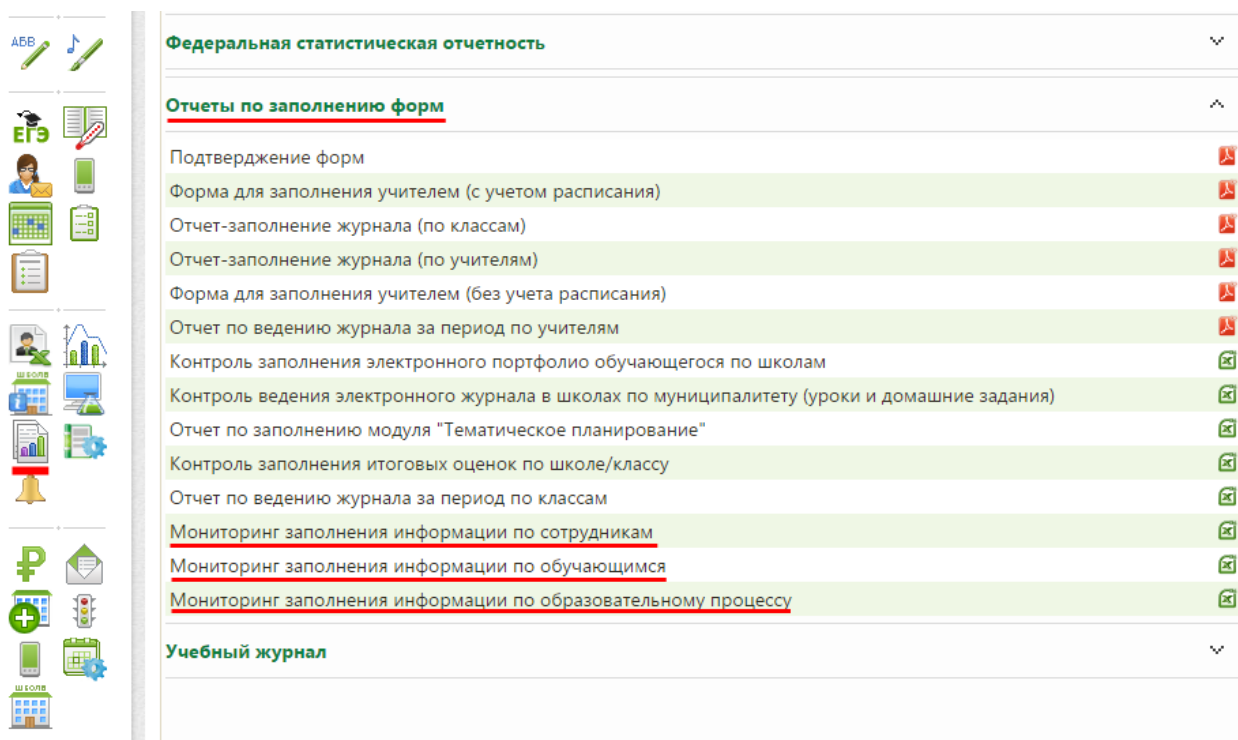 АБВ
ЕГЭ
школа
школа
Федеральная статистическая отчетность
Отчеты по заполнению форм
Подтверджение форм
Форма для заполнения учителем (с учетом расписания)
Отчет-заполнение журнала (по классам)
Отчет-заполнение журнала (по учителям)
Форма для заполнения учителем (без учета расписания)
Отчет по ведению журнала за период по учителям
Контроль заполнения электронного портфолио обучающегося по школам
Контроль ведения электронного журнала в школах по муниципалитету (уроки и домашние задания)
Отчет по заполнению модуля "Тематическое планирование"
Контроль заполнения итоговых оценок по школе/классу
Отчет по ведению журнала за период по классам
Мониторинг заполнения информации по сотрудникам
Мониторинг заполнения информации по обучающимся
Мониторинг заполнения информации по образовательному процессу
Учебный журнал